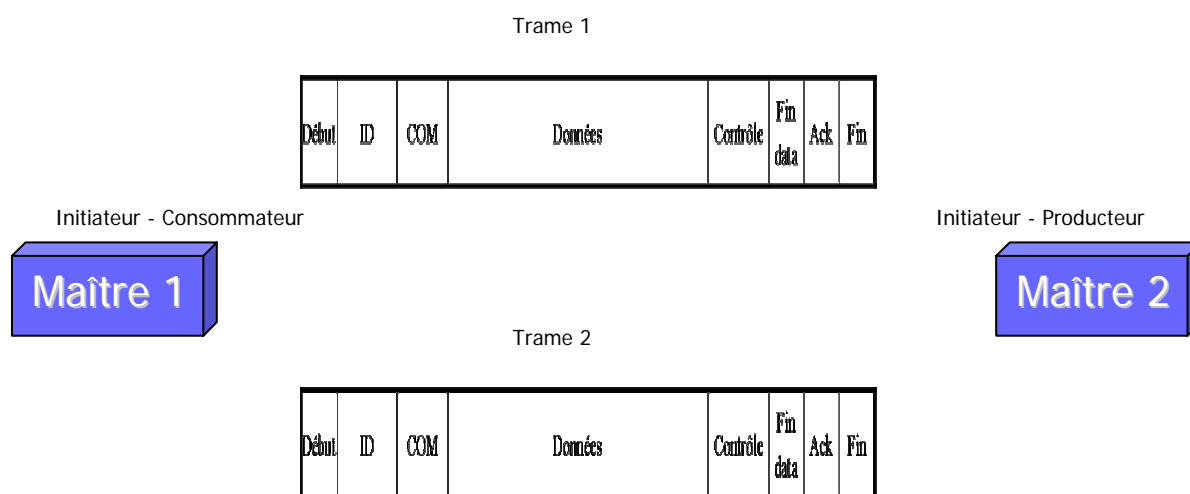 Trame 1
Début ID COM Données Contrôle Fin data Ack Fin
Initiateur - Consommateur
Initiateur - Producteur
Maître 1
Maître 2
Trame 2
Début ID COM Données Contrôle Fin data Ack Fin